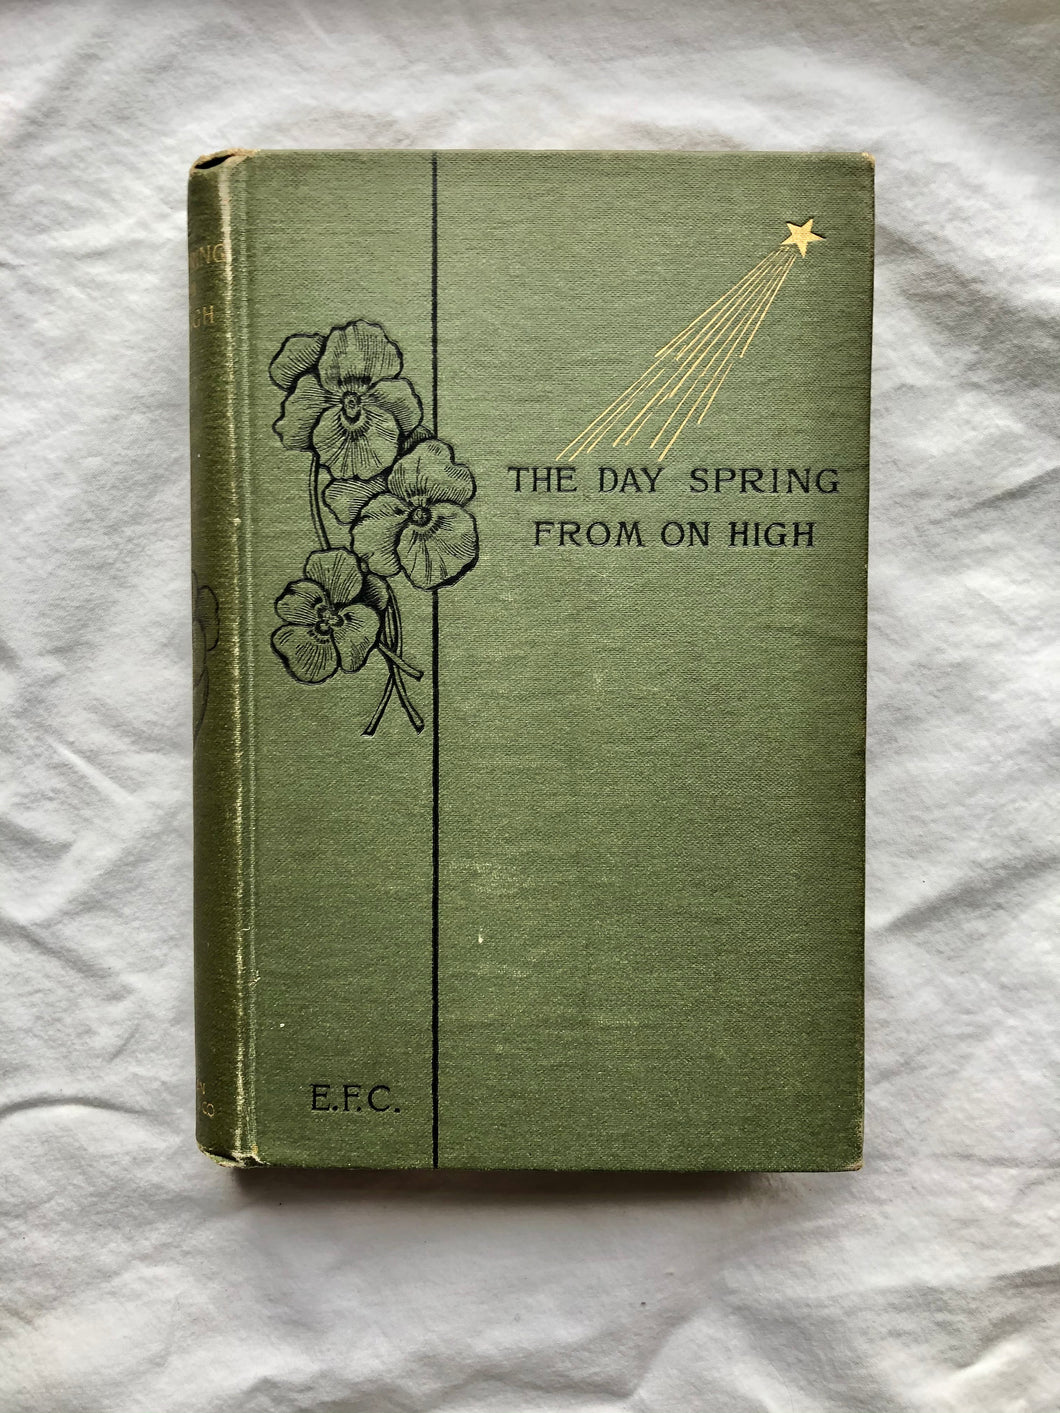 THE DAY SPRING
FROM ON HIGH
E.F.C.